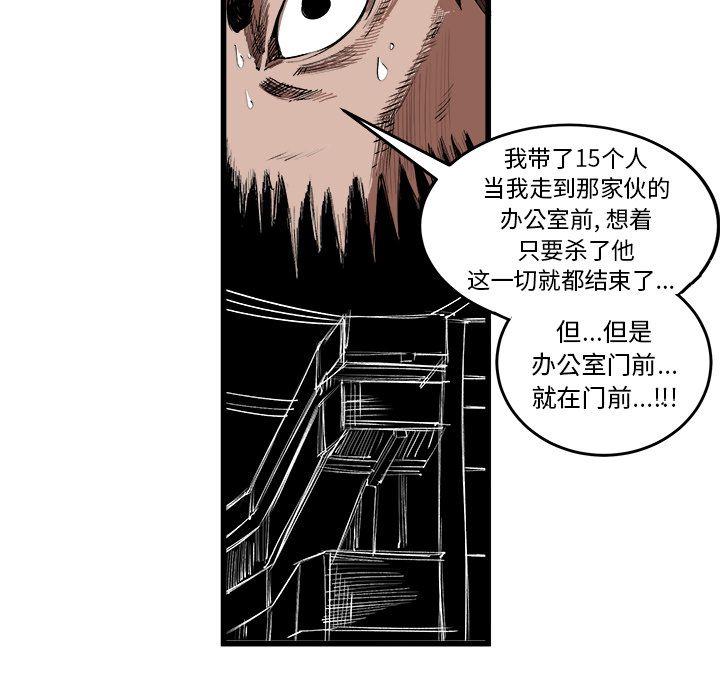 我带了15个人
当我走到那家伙的
办公室前, 想着
只要杀了他
这一切就都结束了...
但...但是
办公室门前...
就在门前...!!!